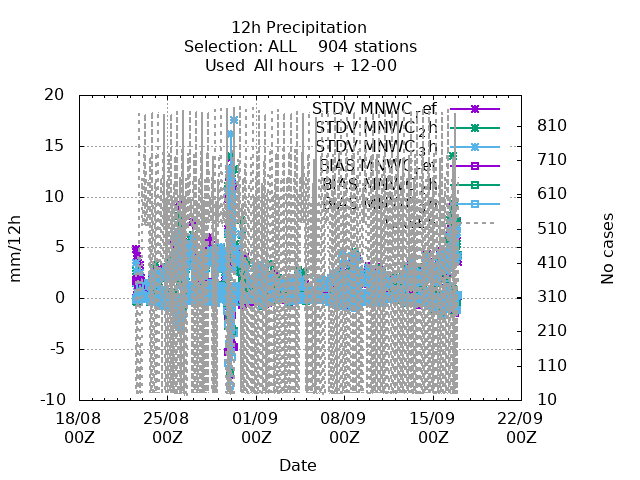 12h Precipitation
Selection: ALL    904 stations
Used  All hours  + 12-00
20
15
10
5
0
-5
-10
mm/12h
STDV MNWC_ref
STDV MNWC_2h
STDV MNWC_3h
BIAS MNWC
BIAS MNWC
810
710
610
510
410
310
210
110
10
No cases
18/08 25/08 01/09 08/09 15/09 22/09
00Z 00Z 00Z 00Z 00Z 00Z
Date